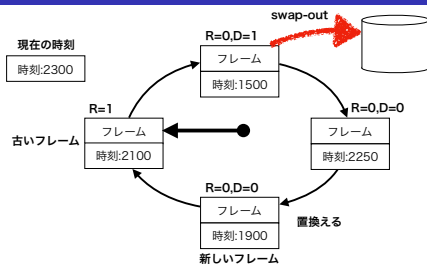 swap-out
R=0,D=1
現在の時刻
時刻:2300
フレーム
時刻:1500
R=1
R=0,D=0
古いフレーム
フレーム
時刻:2100
フレーム
時刻:2250
R=0,D=0
フレーム
時刻:1900
置換える
新しいフレーム